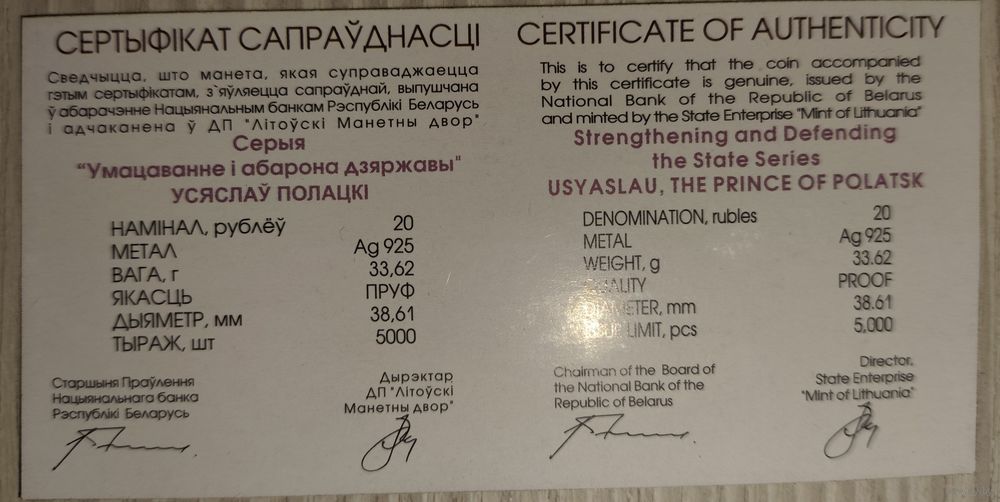 СЕРТЫФІКАТ САПРАЎДНАСЦІ
Сведчыцца, што манета, якая суправаджаецца
гэтым сертыфікатам, з`яўляецца сапраўднай, выпушчана
ў абарачэнне Нацыянальным банкам Рэспублікі Беларусь
і адчаканена ў ДП "Літоўскі Манетны двор"
Серыя
"Умацаванне і абарона дзяржавы"
УСЯСЛАЎ ПОЛАЦКІ
НАМІНАЛ, рублёў 20
МЕТАЛ Ag 925
ВАГА, г 33,62
ЯКАСЦЬ ПРУФ
ДЫЯМЕТР, мм 38,61
ТЫРАЖ, шт 5000
Старшыня Праўлення
Нацыянальнага банка
Рэспублікі Беларусь
Дырэктар
ДП "Літоўскі
Манетны двор"
CERTIFICATE OF AUTHENTICITY
This is to certify that the coin accompanied
by this certificate is genuine, issued by the
National Bank of the Republic of Belarus
and minted by the State Enterprise "Mint of Lithuania"
Strengthening and Defending
the State Series
USYASLAU, THE PRINCE OF POLATSK
DENOMINATION, rubles 20
METAL Ag 925
WEIGHT, g 33.62
QUALITY PROOF
DIAMETER, mm 38.61
LIMIT, pcs 5,000
Chairman of the Board of
the National Bank of the
Republic of Belarus
Director,
State Enterprise
"Mint of Lithuania"